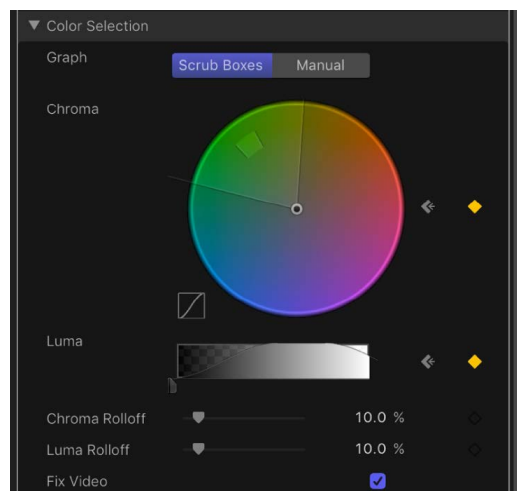 Color Selection
Graph
Scrub Boxes Manual
Chroma
Luma
Chroma Rolloff 10.0 %
Luma Rolloff 10.0 %
Fix Video